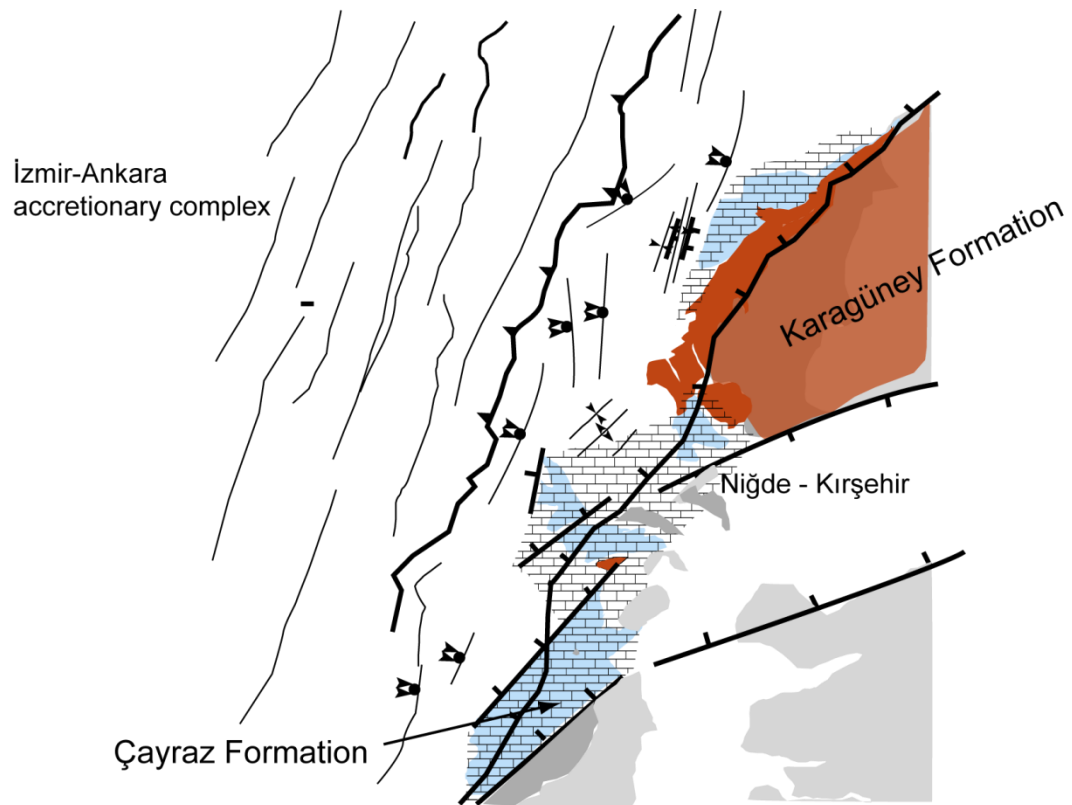 İzmir-Ankara
accretionary complex
Karagüney Formation
Niğde - Kırşehir
Çayraz Formation